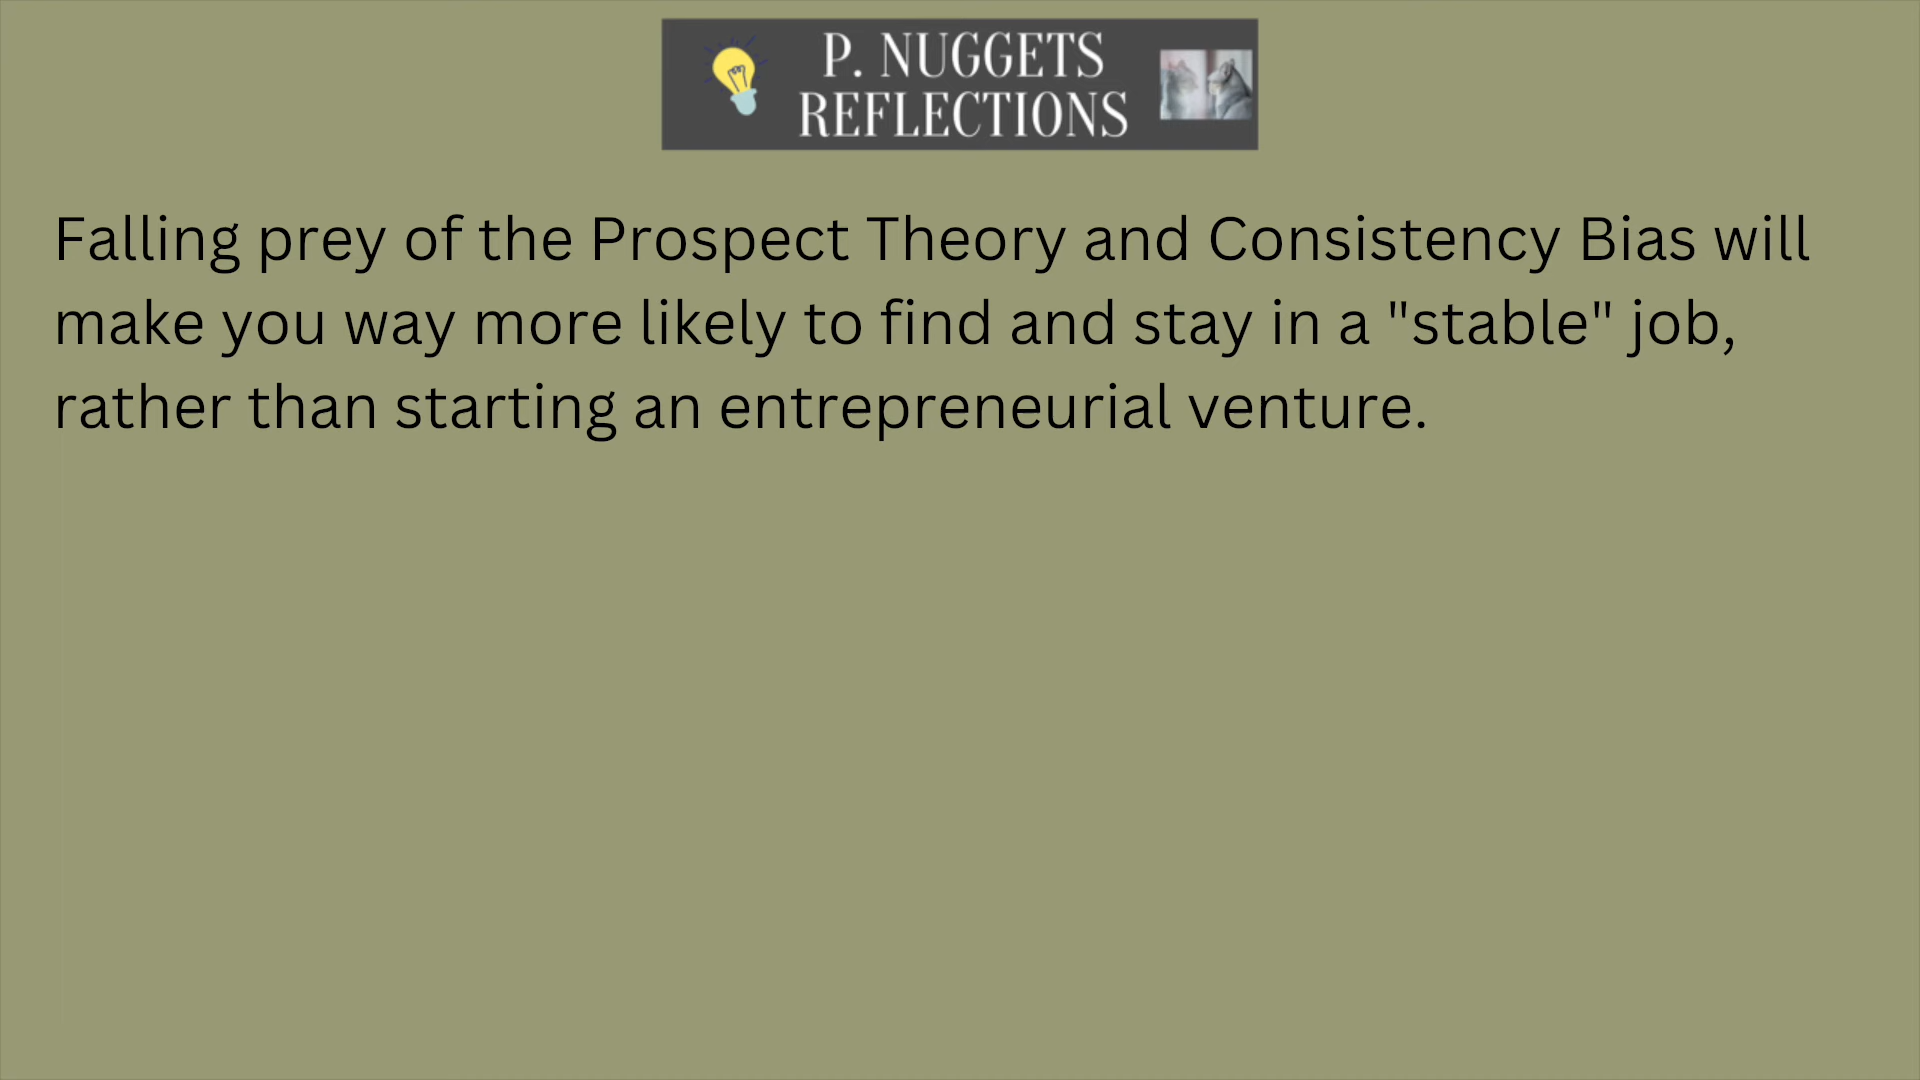 P. NUGGETS
REFLECTIONS
Falling prey of the Prospect Theory and Consistency Bias will
make you way more likely to find and stay in a "stable" job,
rather than starting an entrepreneurial venture.